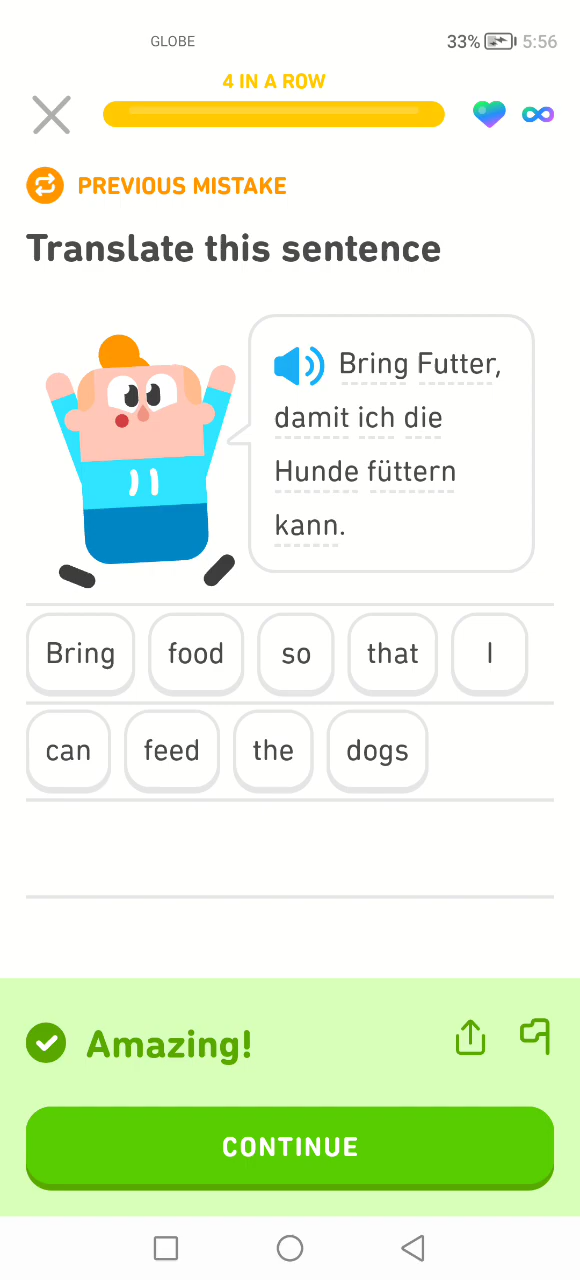 GLOBE 33% 5:56
4 IN A ROW
PREVIOUS MISTAKE
Translate this sentence
Bring Futter,
damit ich die
Hunde füttern
kann.
Bring food so that I
can feed the dogs
Amazing!
CONTINUE